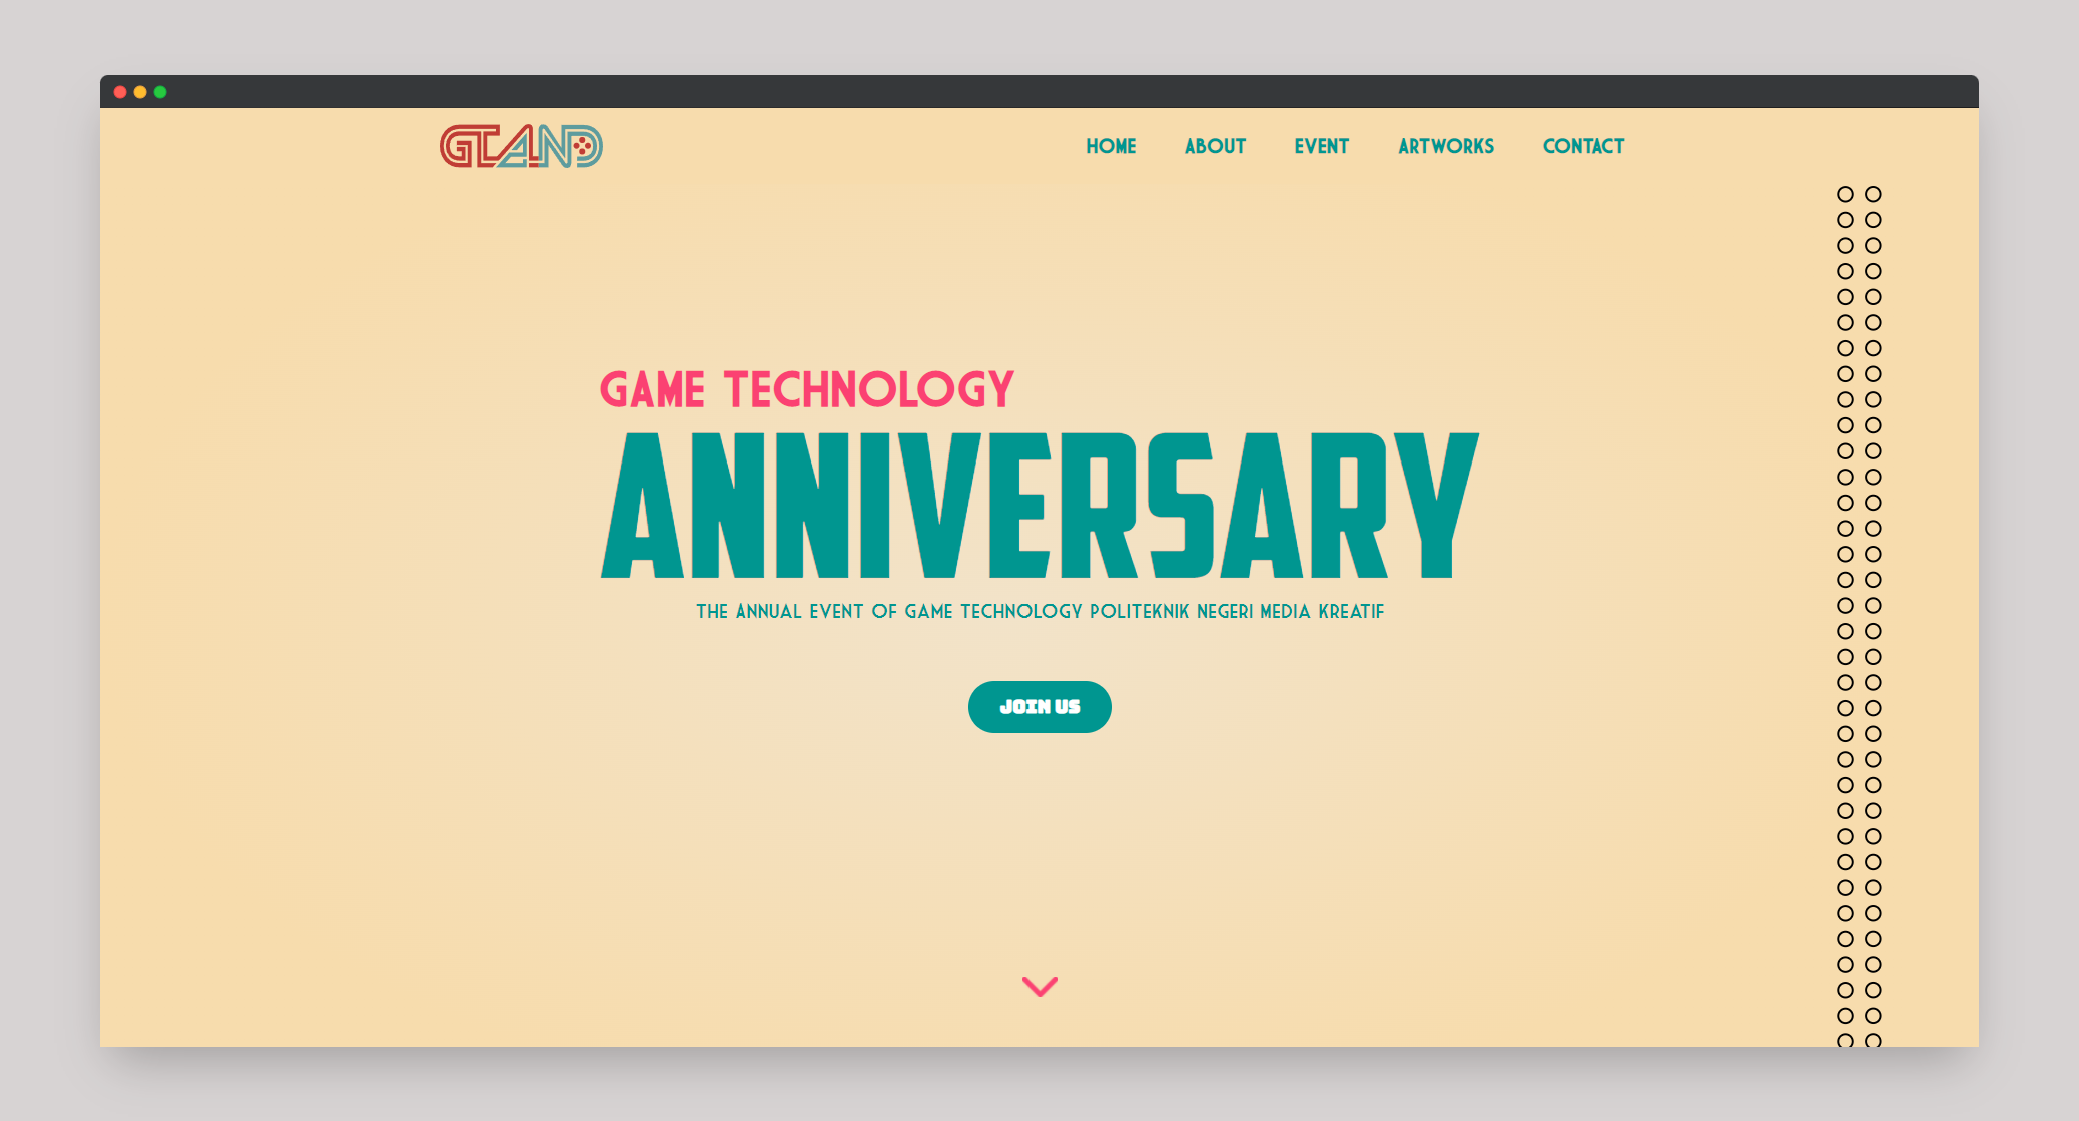 GTAND
HOME ABOUT EVENT ARTWORKS CONTACT
GAME TECHNOLOGY
ANNIVERSARY
THE ANNUAL EVENT OF GAME TECHNOLOGY POLITEKNIK NEGERI MEDIA KREATIF
JOIN US